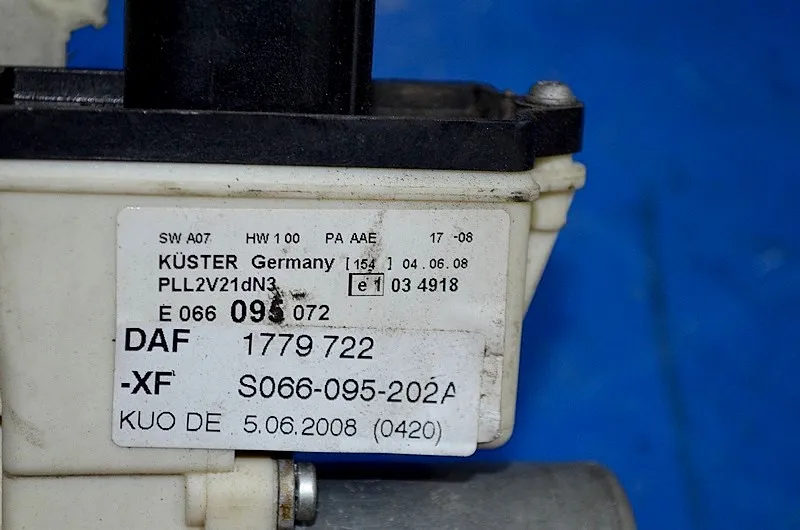 SW A07 HW 1 00 PA AAE 17 -08
KÜSTER Germany [ 154 ] 04.06.08
PLL2V21dN3 e 1 03 4918
E 066 095 072
DAF 1779 722
-XF S066-095-202A
KUO DE 5.06.2008 (0420)